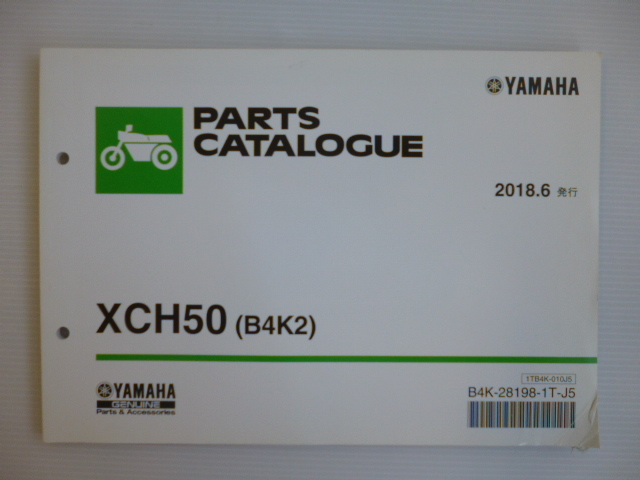 YAMAHA
PARTS
CATALOGUE
2018.6 発行
XCH50 (B4K2)
YAMAHA
GENUINE
Parts & Accessories
1TB4K-010J5
B4K-28198-1T-J5